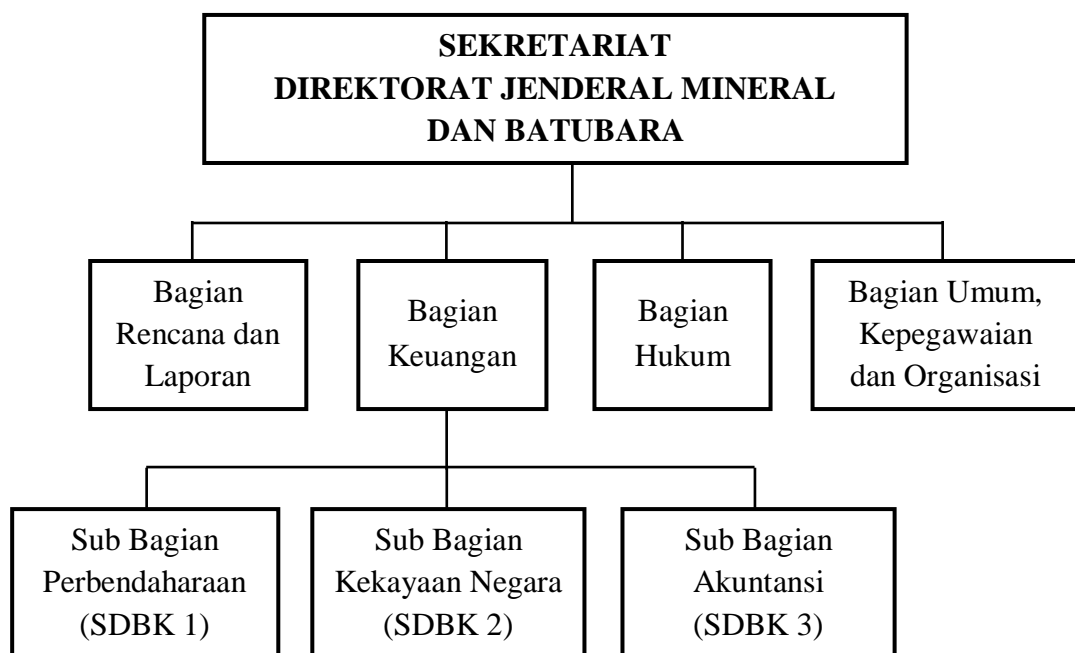 SEKRETARIAT
DIREKTORAT JENDERAL MINERAL
DAN BATUBARA
Bagian
Rencana dan
Laporan
Bagian
Keuangan
Bagian
Hukum
Bagian Umum,
Kepegawaian
dan Organisasi
Sub Bagian
Perbendaharaan
(SDBK 1)
Sub Bagian
Kekayaan Negara
(SDBK 2)
Sub Bagian
Akuntansi
(SDBK 3)